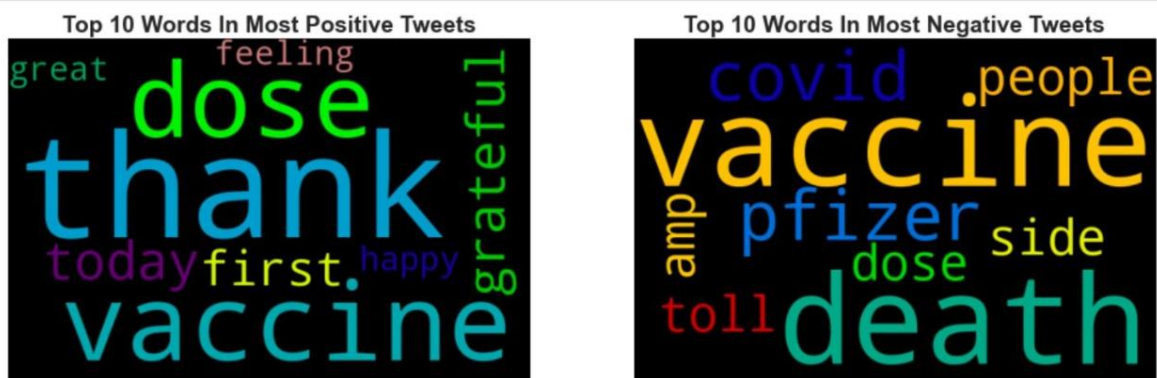 Top 10 Words In Most Positive Tweets
great
feeling
dose
grateful
thank
today
first
happy
vaccine
Top 10 Words In Most Negative Tweets
covid
people
vaccine
amp
pfizer
side
dose
toll
death